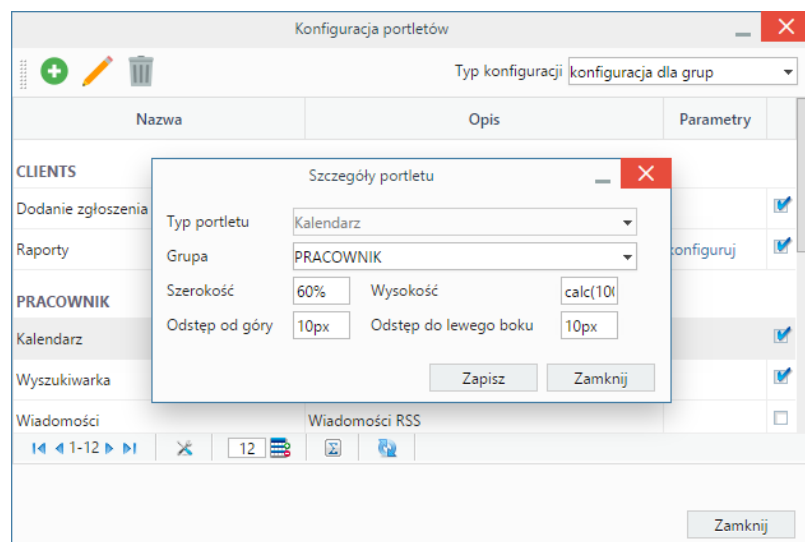 Konfiguracja portletów
Typ konfiguracji konfiguracja dla grup
Nazwa Opis Parametry
CLIENTS
Dodanie zgłoszenia
Raporty konfiguruj
PRACOWNIK
Kalendarz
Wyszukiwarka
Wiadomości Wiadomości RSS
Szczegóły portletu
Typ portletu Kalendarz
Grupa PRACOWNIK
Szerokość 60% Wysokość calc(100
Odstęp od góry 10px Odstęp do lewego boku 10px
Zapisz Zamknij
1-12 12
Zamknij